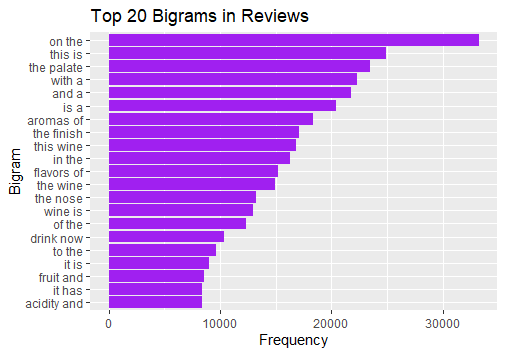 Top 20 Bigrams in Reviews
on the
this is
the palate
with a
and a
is a
aromas of
the finish
this wine
in the
flavors of
the wine
the nose
wine is
of the
drink now
to the
it is
fruit and
it has
acidity and
Bigram
0 10000 20000 30000
Frequency